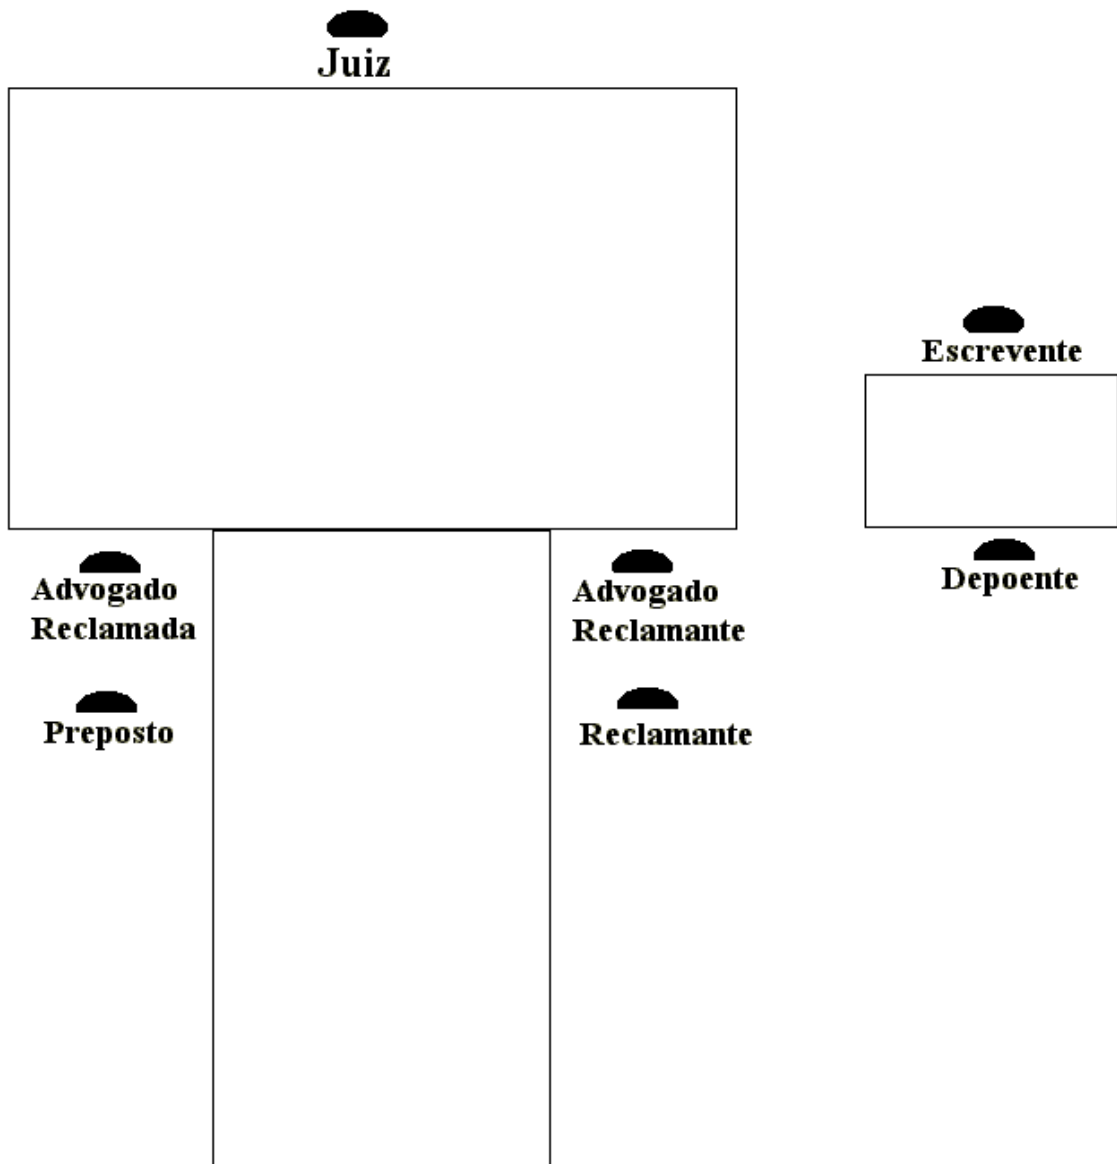 Juiz
Escrevente
Depoente
Advogado
Reclamada
Advogado
Reclamante
Preposto
Reclamante